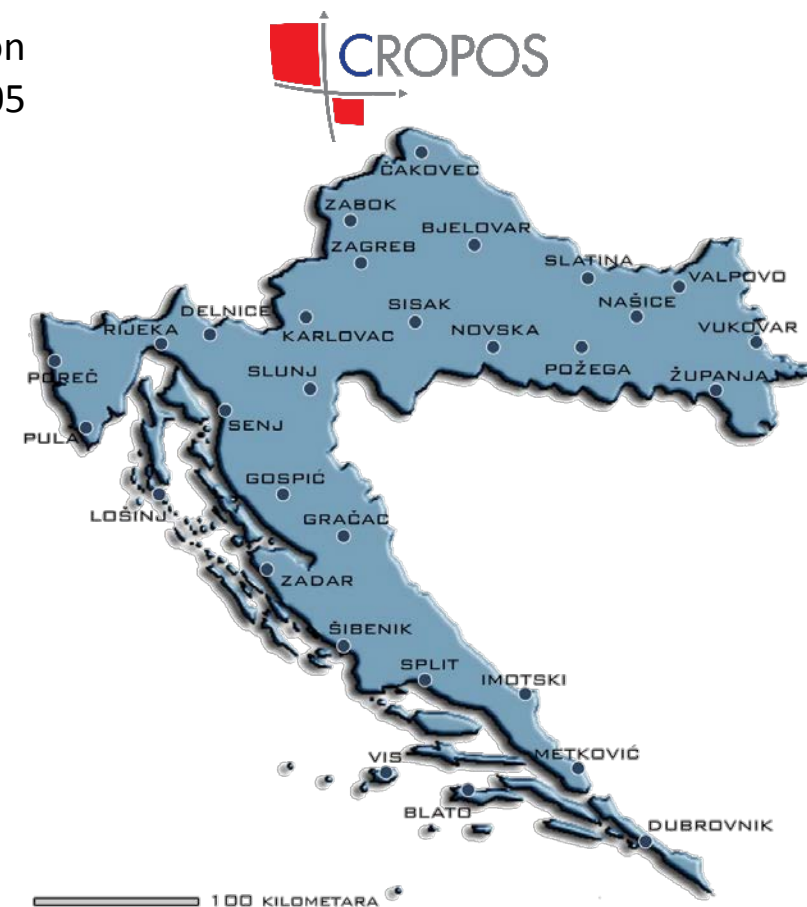 on
05
CROPOS
ČAKOVEC
ZABOK
BJELOVAR
ZAGREB
SLATINA
VALPOVO
DELNICE
SISAK
NAŠICE
RIJEKA
KARLOVAC
NOVSKA
VUKOVAR
POREČ
SLUNJ
POŽEGA
ŽUPANJA
PULA
SENJ
GOSPIĆ
LOŠINJ
GRAČAC
ZADAR
ŠIBENIK
SPLIT
IMOTSKI
VIS
METKOVIĆ
BLATO
DUBROVNIK
100 KILOMETARA